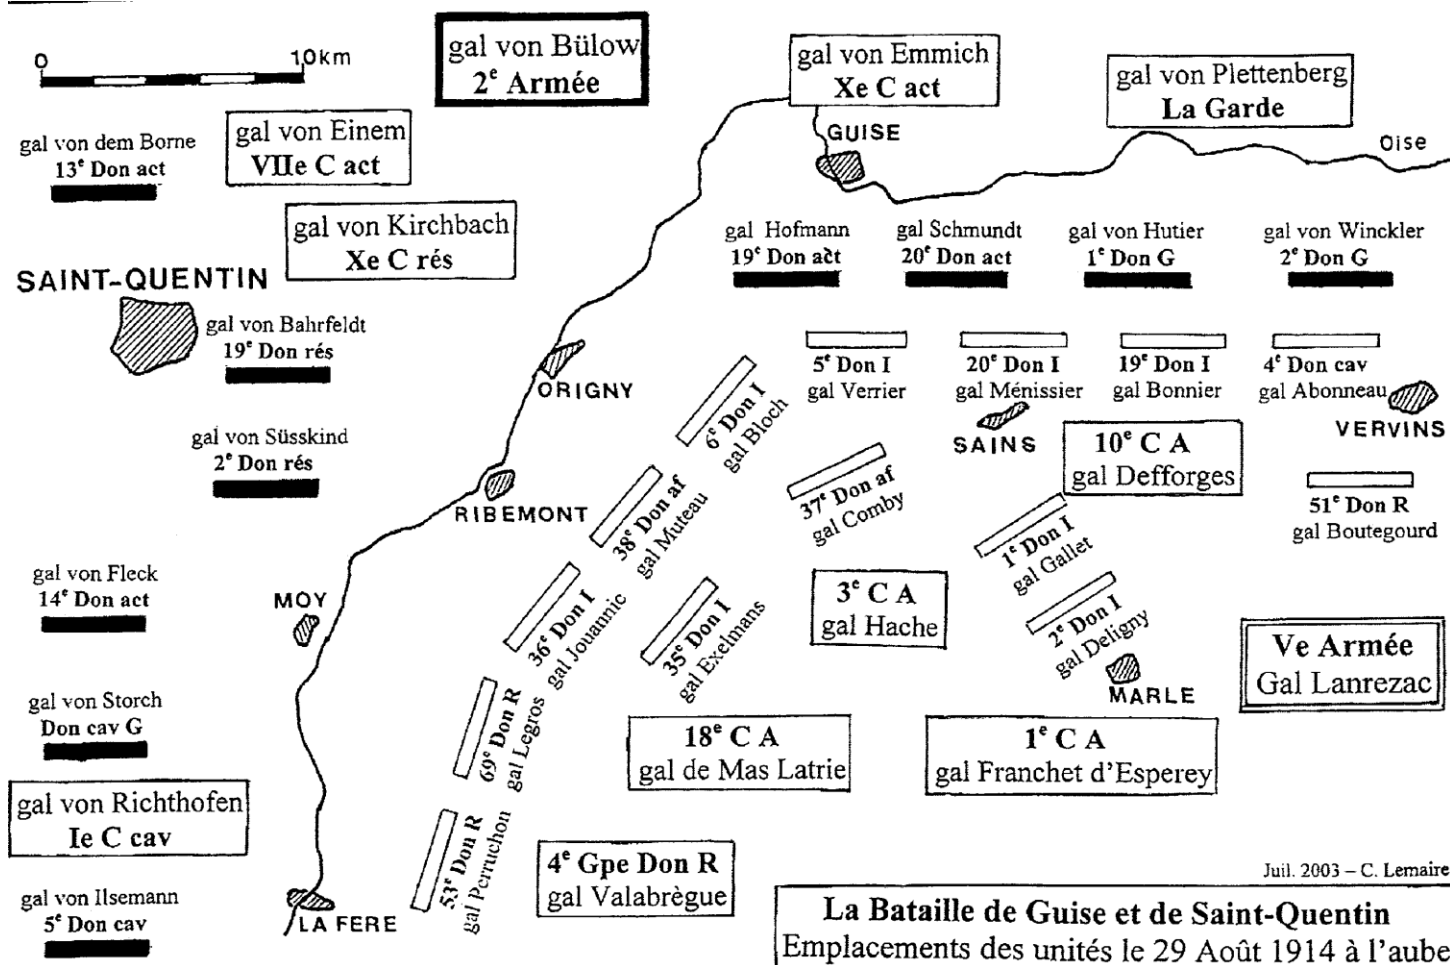 0 10km
gal von Bülow
2e Armée
gal von Emmich
Xe C act
gal von Plettenberg
La Garde
gal von dem Borne
13e Don act
gal von Einem
VIIe C act
GUISE
Oise
gal von Kirchbach
Xe C rés
gal Hofmann
19e Don act
gal Schmundt
20e Don act
gal von Hutier
1e Don G
gal von Winckler
2e Don G
SAINT-QUENTIN
gal von Bahrfeldt
19e Don rés
ORIGNY
5e Don I
gal Verrier
20e Don I
gal Ménissier
19e Don I
gal Bonnier
4e Don cav
gal Abonneau
VERVINS
SAINS
6e Don I
gal Bloch
10e C A
gal Defforges
gal von Süsskind
2e Don rés
RIBEMONT
38e Don af
gal Muteau
37e Don af
gal Comby
51e Don R
gal Boutegourd
1e Don I
gal Gallet
gal von Fleck
14e Don act
MOY
36e Don I
gal Jouannic
35e Don I
gal Exelmans
3e C A
gal Hache
2e Don I
gal Deligny
MARLE
Ve Armée
Gal Lanrezac
gal von Storch
Don cav G
69e Don R
gal Legros
18e C A
gal de Mas Latrie
1e C A
gal Franchet d'Esperey
gal von Richthofen
Ie C cav
53e Don R
gal Perruchon
4e Gpe Don R
gal Valabrègue
gal von Ilsemann
5e Don cav
LA FERE
Juil. 2003 – C. Lemaire
La Bataille de Guise et de Saint-Quentin
Emplacements des unités le 29 Août 1914 à l'aube